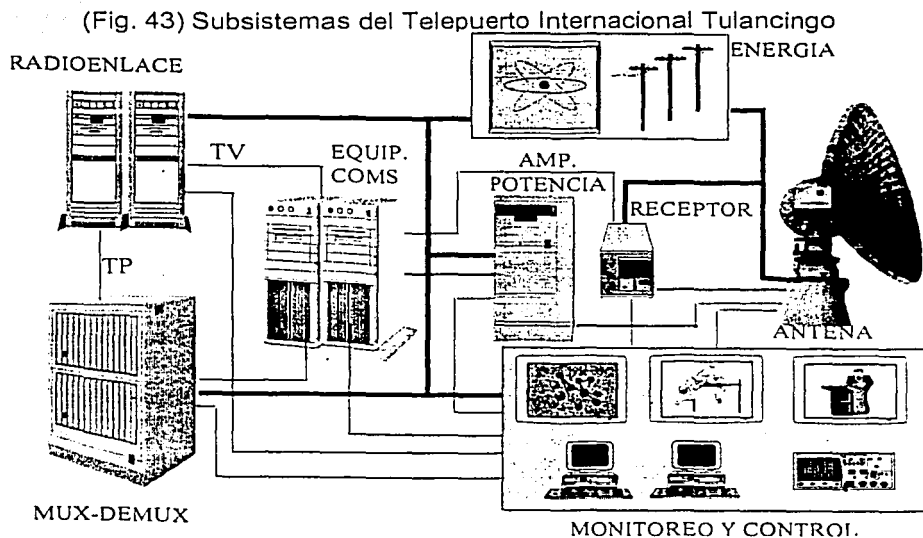 (Fig. 43) Subsistemas del Telepuerto Internacional Tulancingo
RADIOENLACE
ENERGIA
TV
EQUIP.
COMS
AMP.
POTENCIA
RECEPTOR
TP
ANTENA
MUX-DEMUX
MONITOREO Y CONTROL